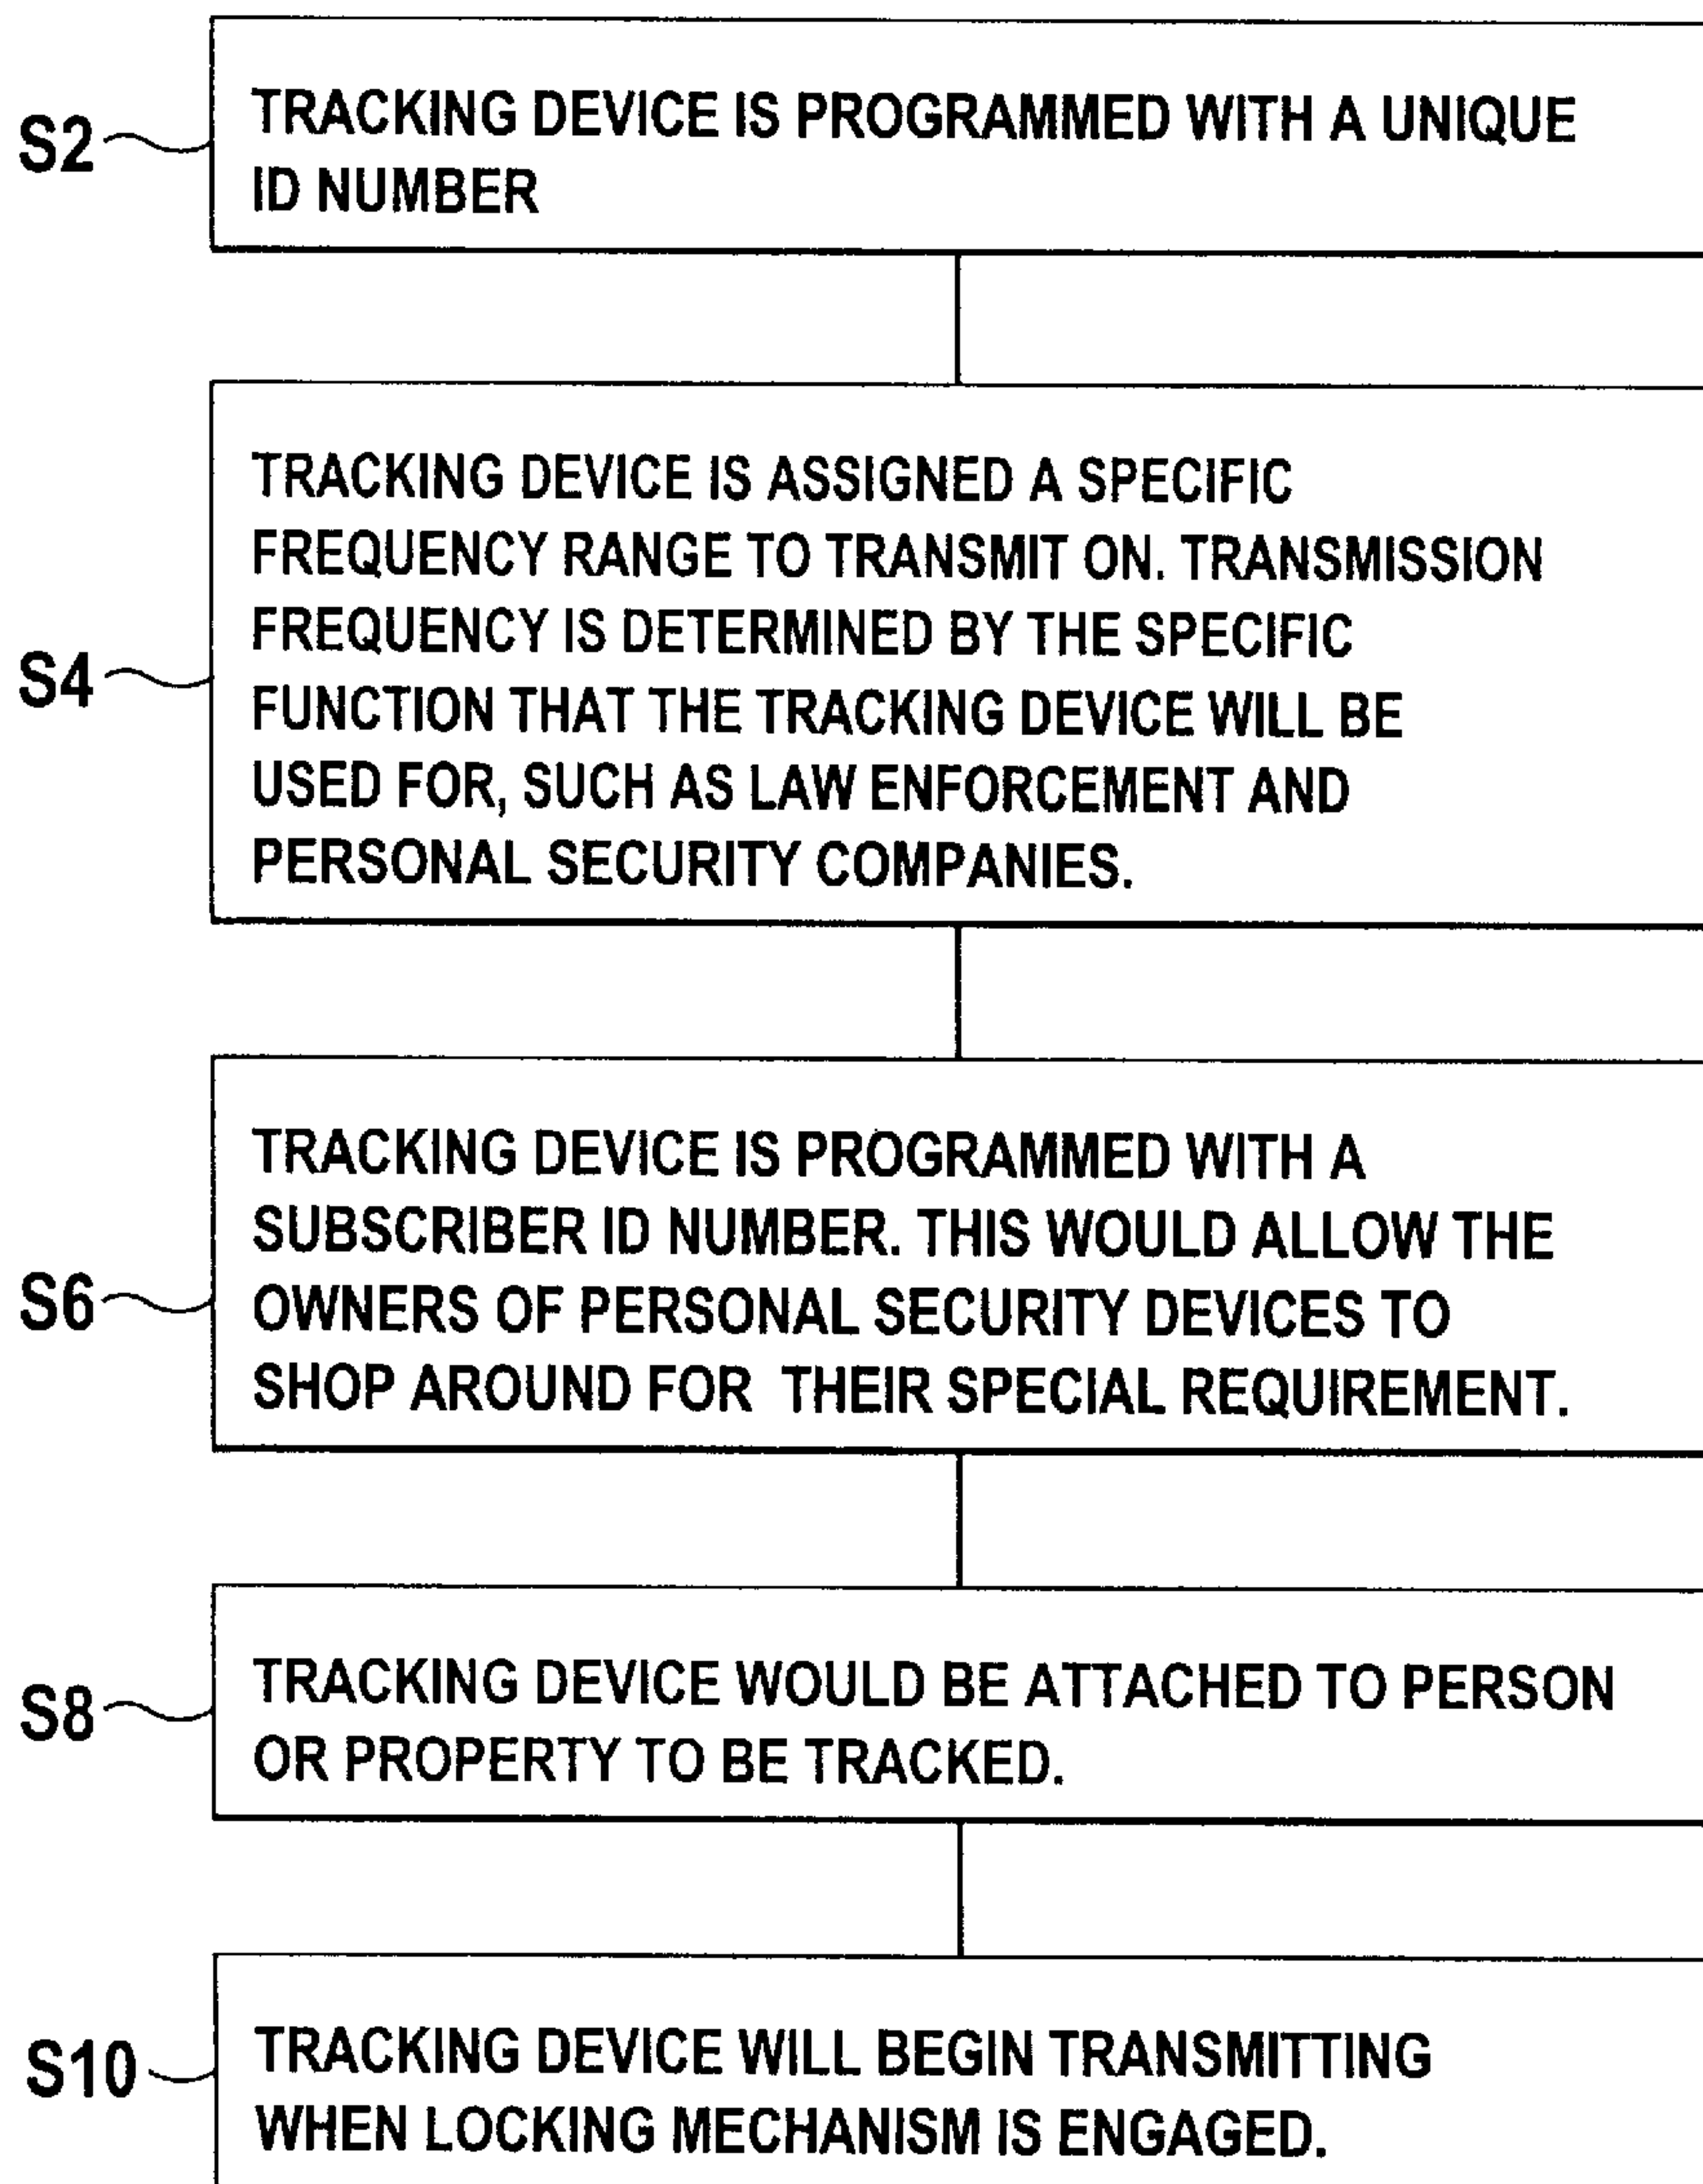 S2
TRACKING DEVICE IS PROGRAMMED WITH A UNIQUE
ID NUMBER
S4
TRACKING DEVICE IS ASSIGNED A SPECIFIC
FREQUENCY RANGE TO TRANSMIT ON. TRANSMISSION
FREQUENCY IS DETERMINED BY THE SPECIFIC
FUNCTION THAT THE TRACKING DEVICE WILL BE
USED FOR, SUCH AS LAW ENFORCEMENT AND
PERSONAL SECURITY COMPANIES.
S6
TRACKING DEVICE IS PROGRAMMED WITH A
SUBSCRIBER ID NUMBER. THIS WOULD ALLOW THE
OWNERS OF PERSONAL SECURITY DEVICES TO
SHOP AROUND FOR THEIR SPECIAL REQUIREMENT.
S8
TRACKING DEVICE WOULD BE ATTACHED TO PERSON
OR PROPERTY TO BE TRACKED.
S10
TRACKING DEVICE WILL BEGIN TRANSMITTING
WHEN LOCKING MECHANISM IS ENGAGED.